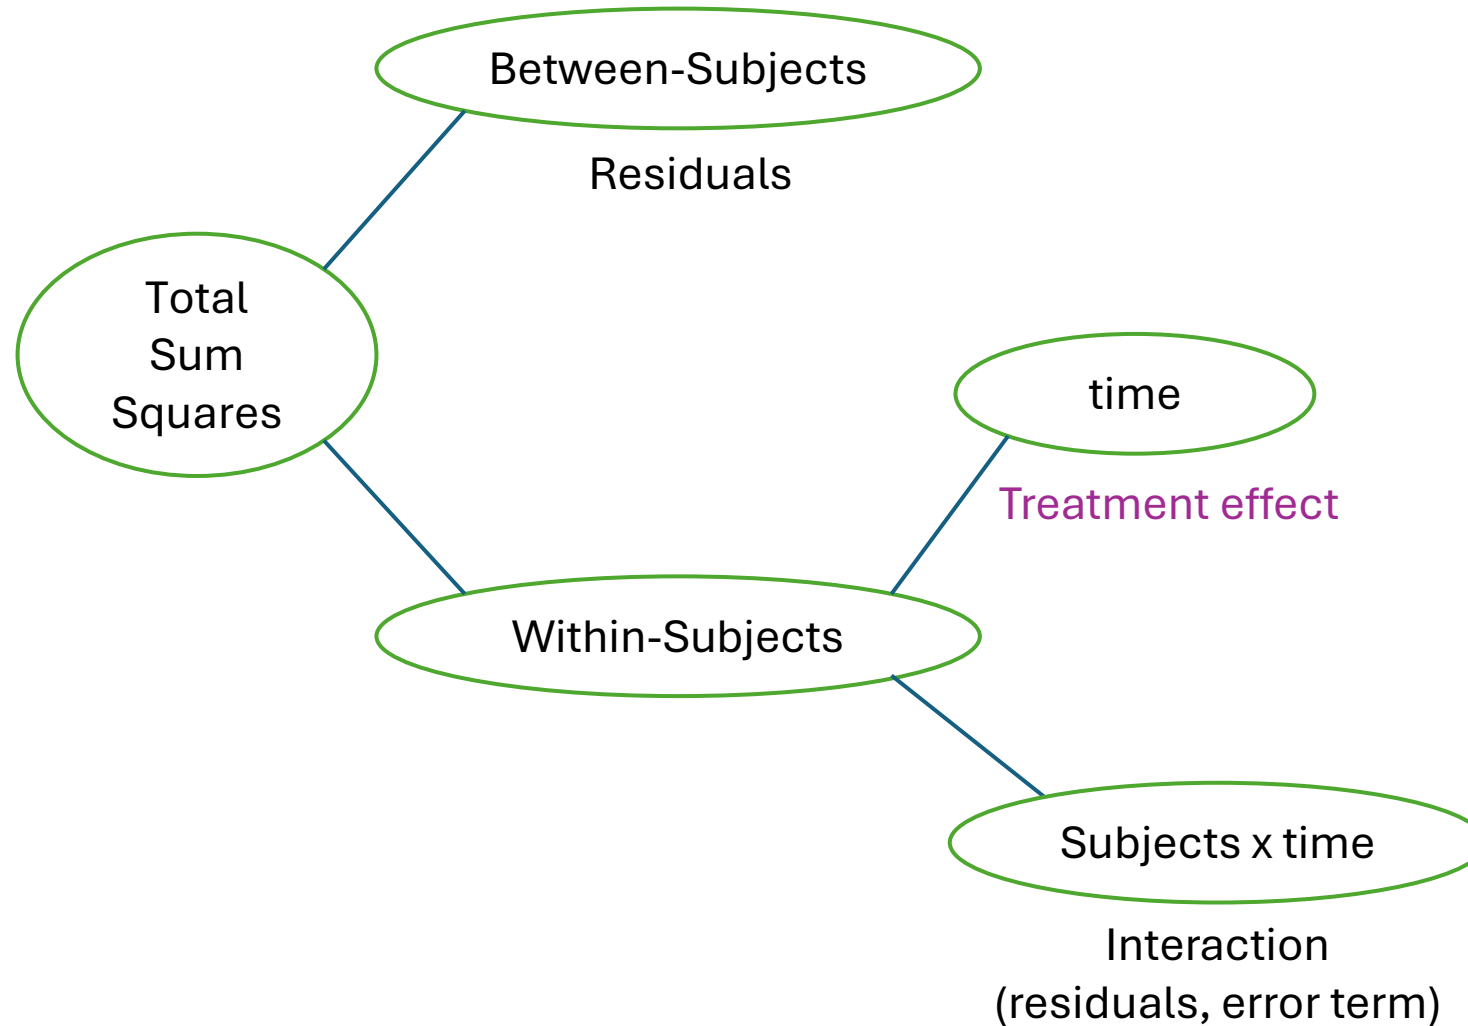 Between-Subjects
Residuals
Total
Sum
Squares
time
Treatment effect
Within-Subjects
Subjects x time
Interaction
(residuals, error term)